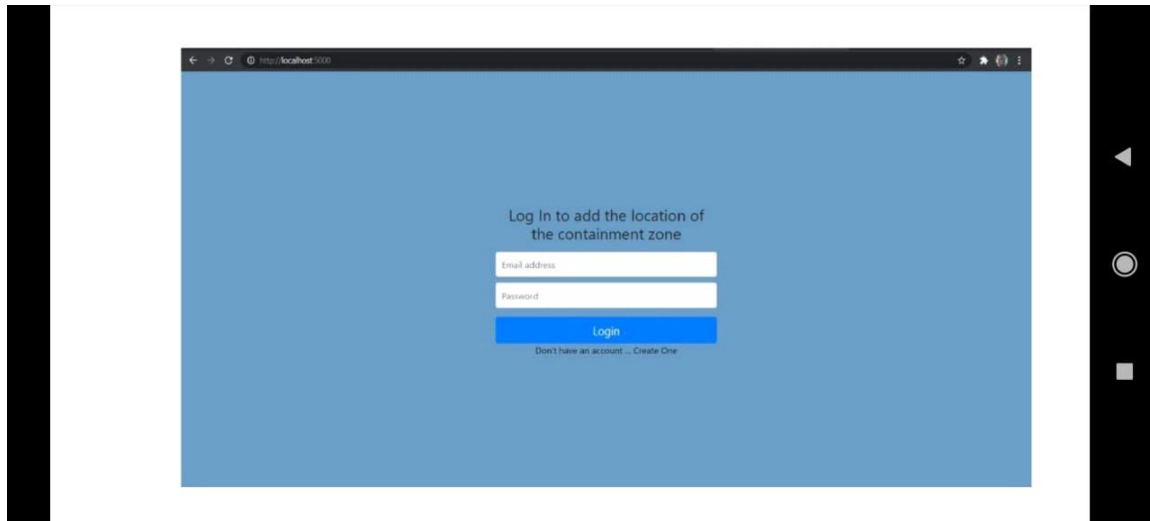 http://localhost:5000
Log In to add the location of
the containment zone
Email address
Password
Login
Don't have an account ... Create One